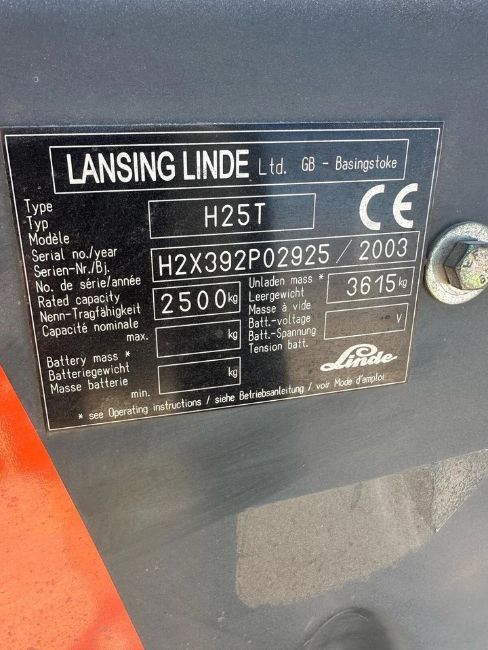 LANSING LINDE Ltd. GB - Basingstoke
Type
Typ
Modèle
H25T
CE
Serial no./year
Serien-Nr./Bj.
No. de série/année
H2X392P02925 / 2003
Rated capacity
Nenn-Tragfähigkeit
Capacité nominale
2500 kg
Unladen mass *
Leergewicht
Masse à vide
3615 kg
max. kg
Battery mass *
Batteriegewicht
Masse batterie
min. kg
Batt.-voltage
Batt.-Spannung
Tension batt.
V
Linde
* see Operating instructions / siehe Betriebsanleitung / voir Mode d'emploi
8